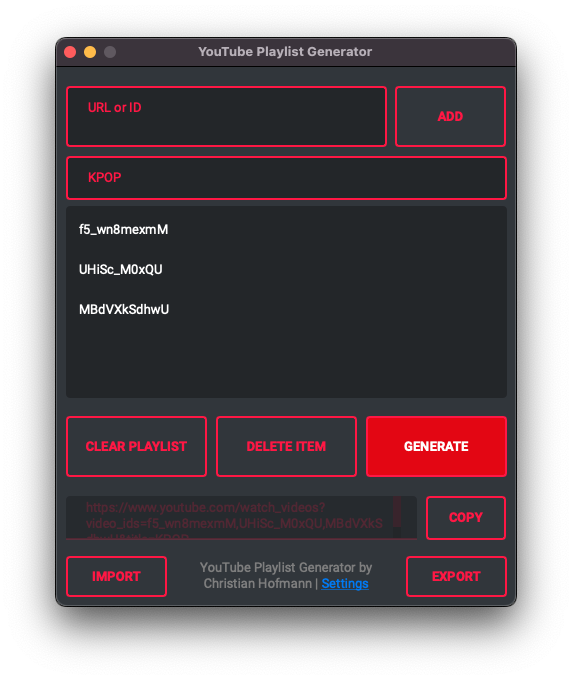 YouTube Playlist Generator
URL or ID
ADD
KPOP
f5_wn8mexmM
UHiSc_M0xQU
MBdVXkSdhwU
CLEAR PLAYLIST
DELETE ITEM
GENERATE
https://www.youtube.com/watch_videos?
video_ids=f5_wn8mexmM,UHiSc_M0xQU,MBdVXkS
COPY
IMPORT
YouTube Playlist Generator by
Christian Hofmann | Settings
EXPORT